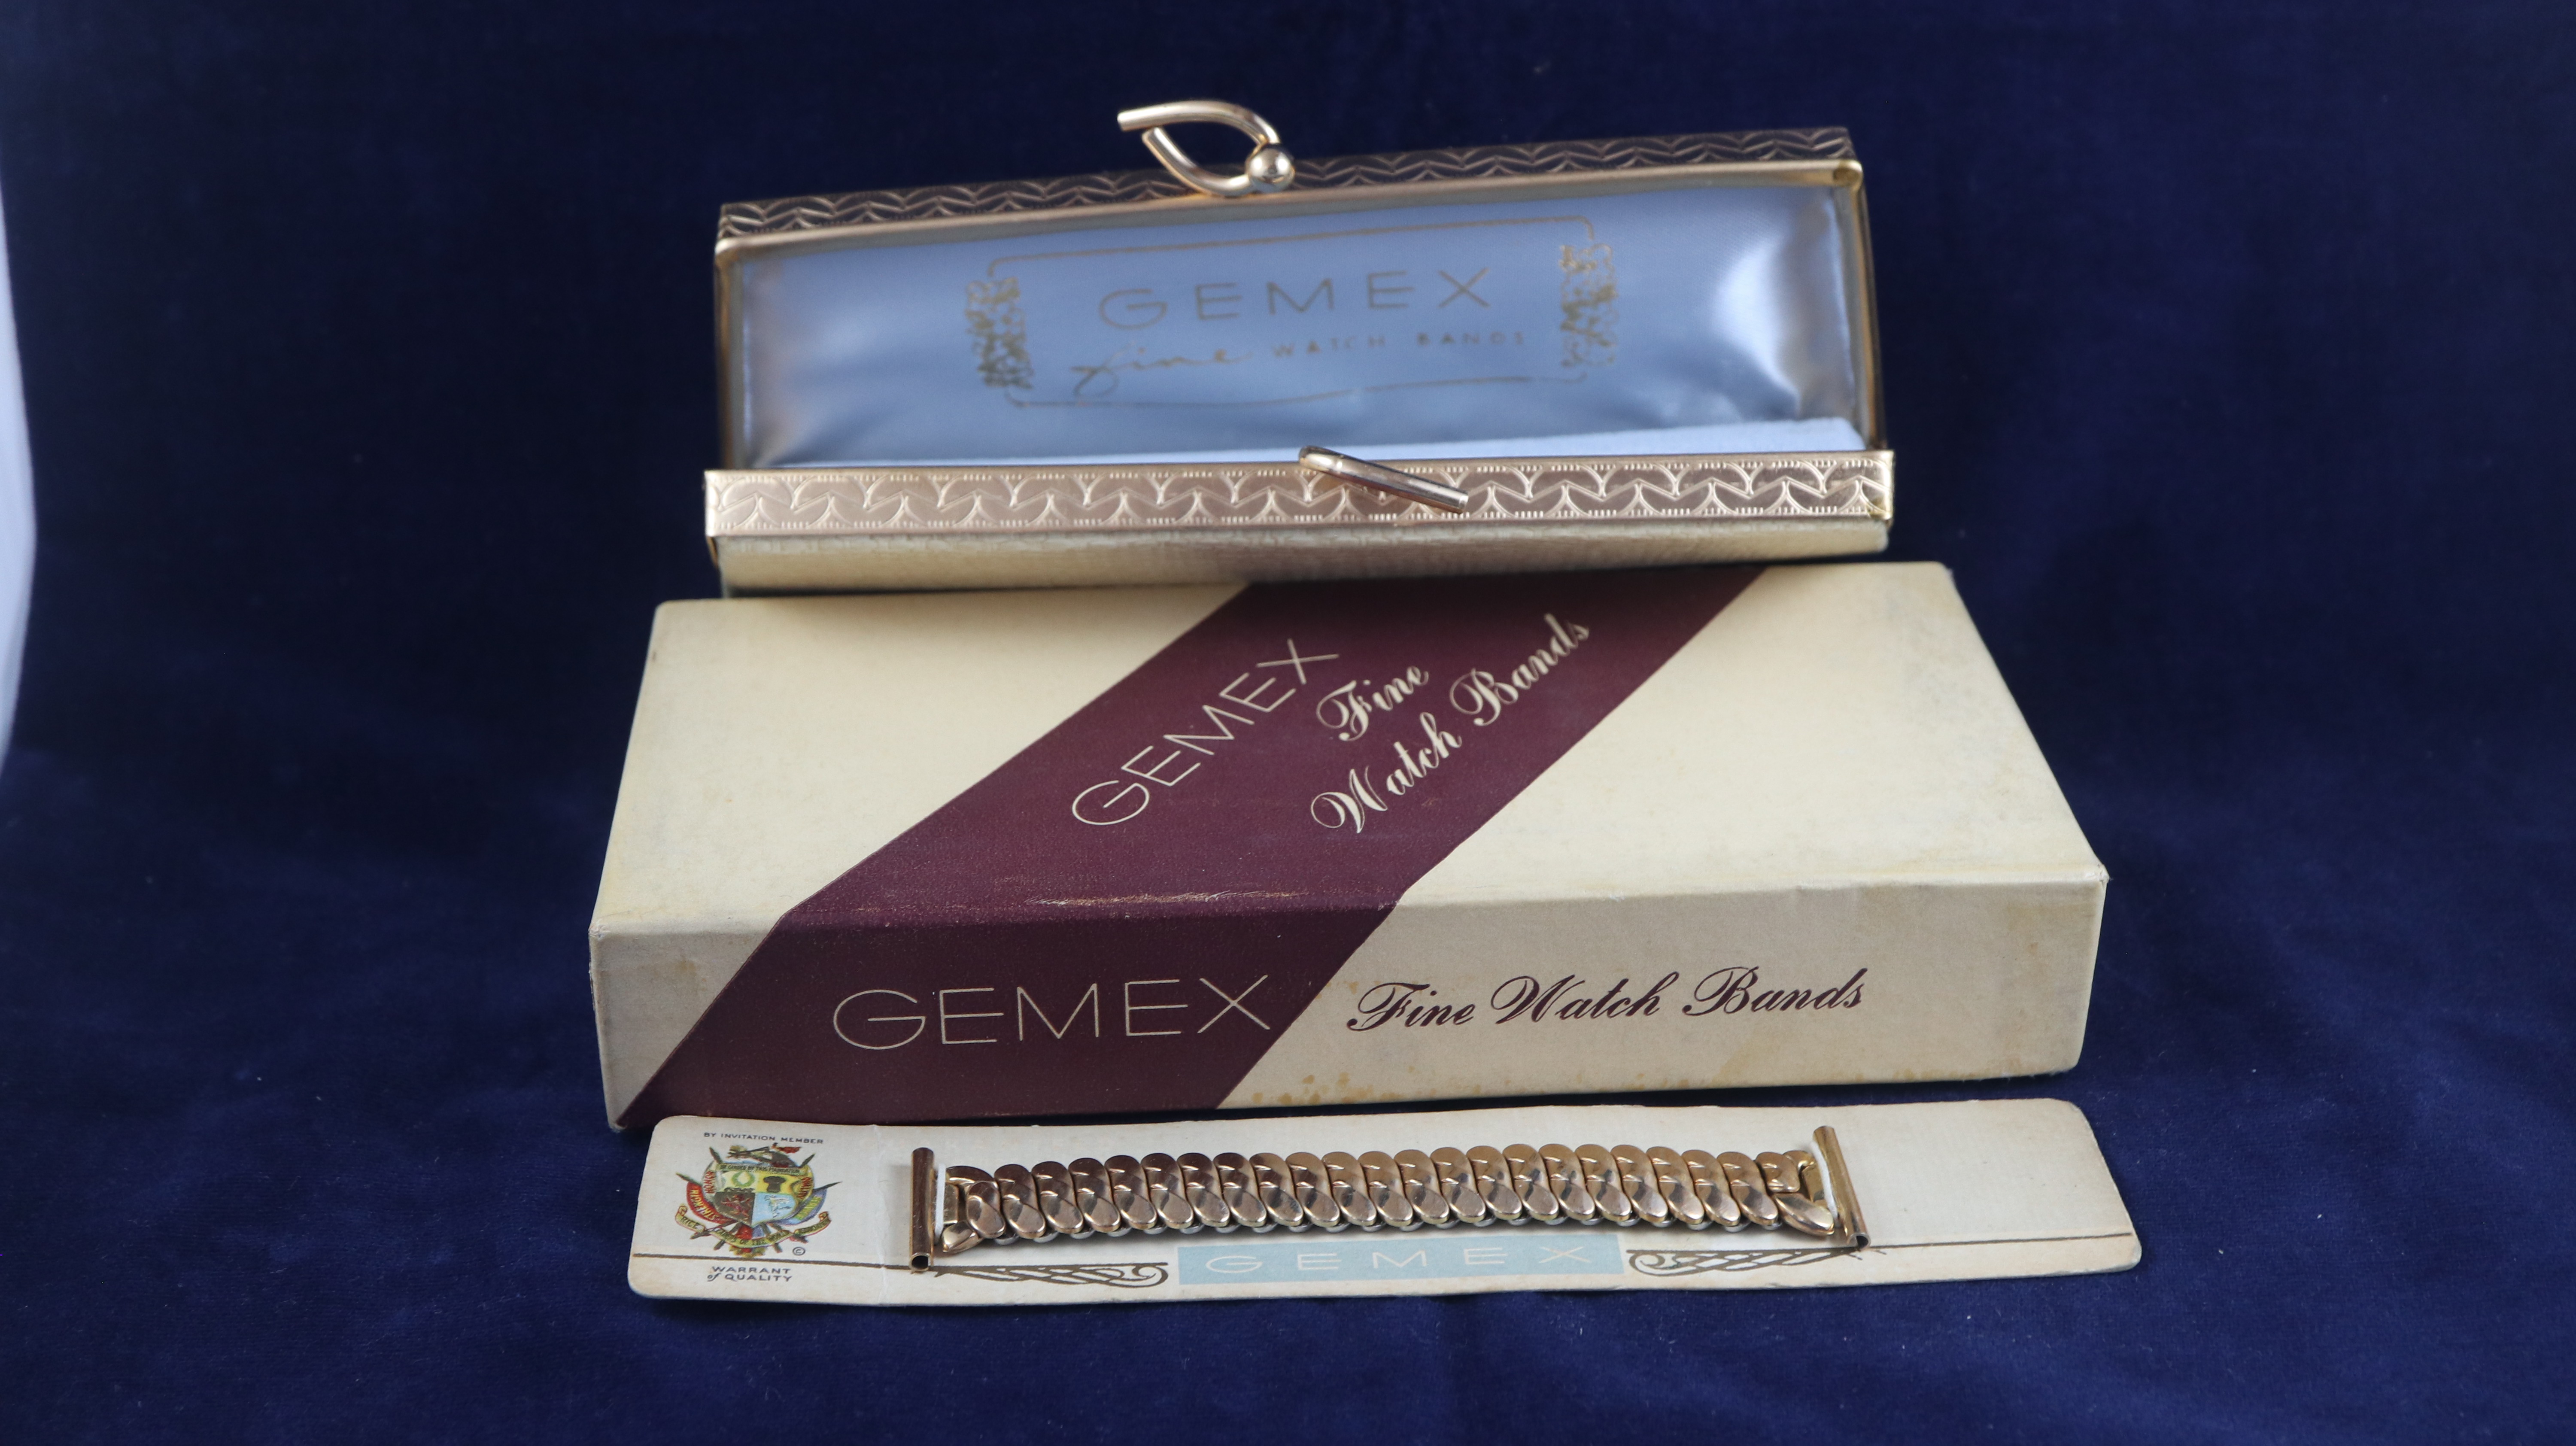 GEMEX
fine WATCH BANDS
GEMEX
Fine
Watch Bands
GEMEX Fine Watch Bands
BY INVITATION MEMBER
©
WARRANT
of QUALITY
GEMEX